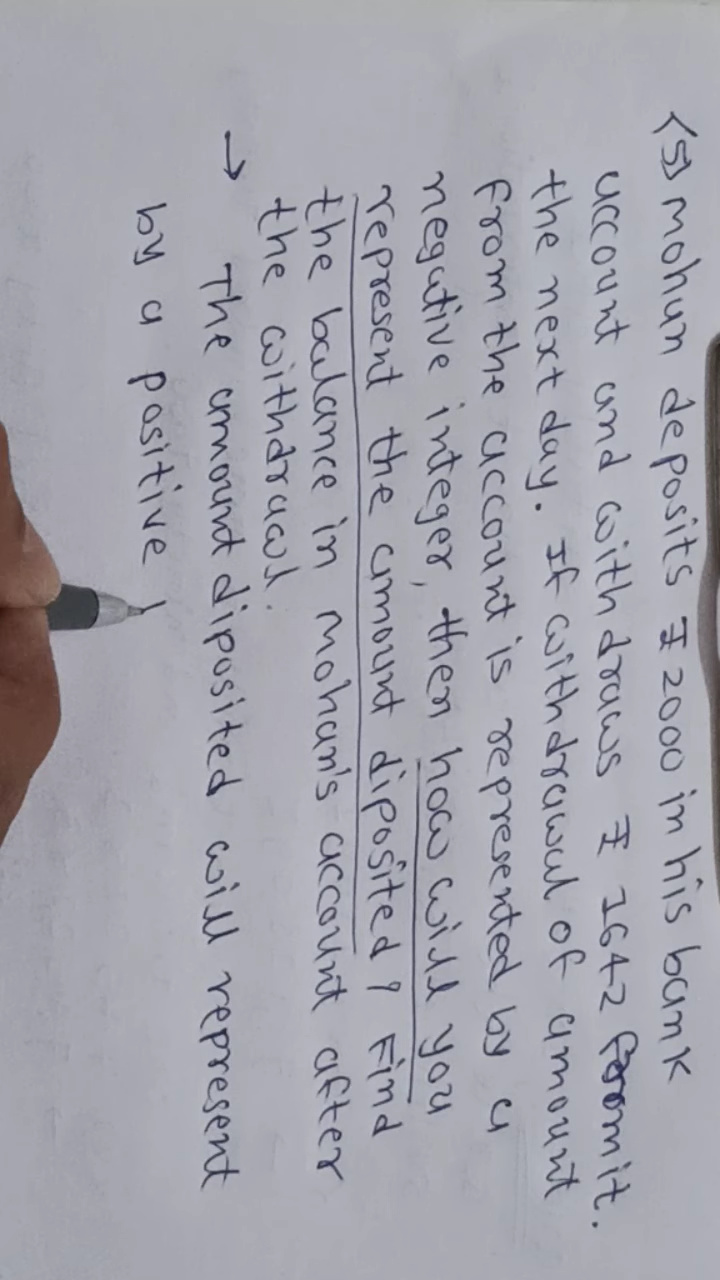 (5) mohan deposits ₹ 2000 in his bank
account and withdraws ₹ 1642 from it.
the next day. If withdrawal of amount
from the account is represented by a
negative integer, then how will you
represent the amount diposited? Find
the balance in mohan's account after
the withdrawl.
→ The amount diposited will represent
by a positive